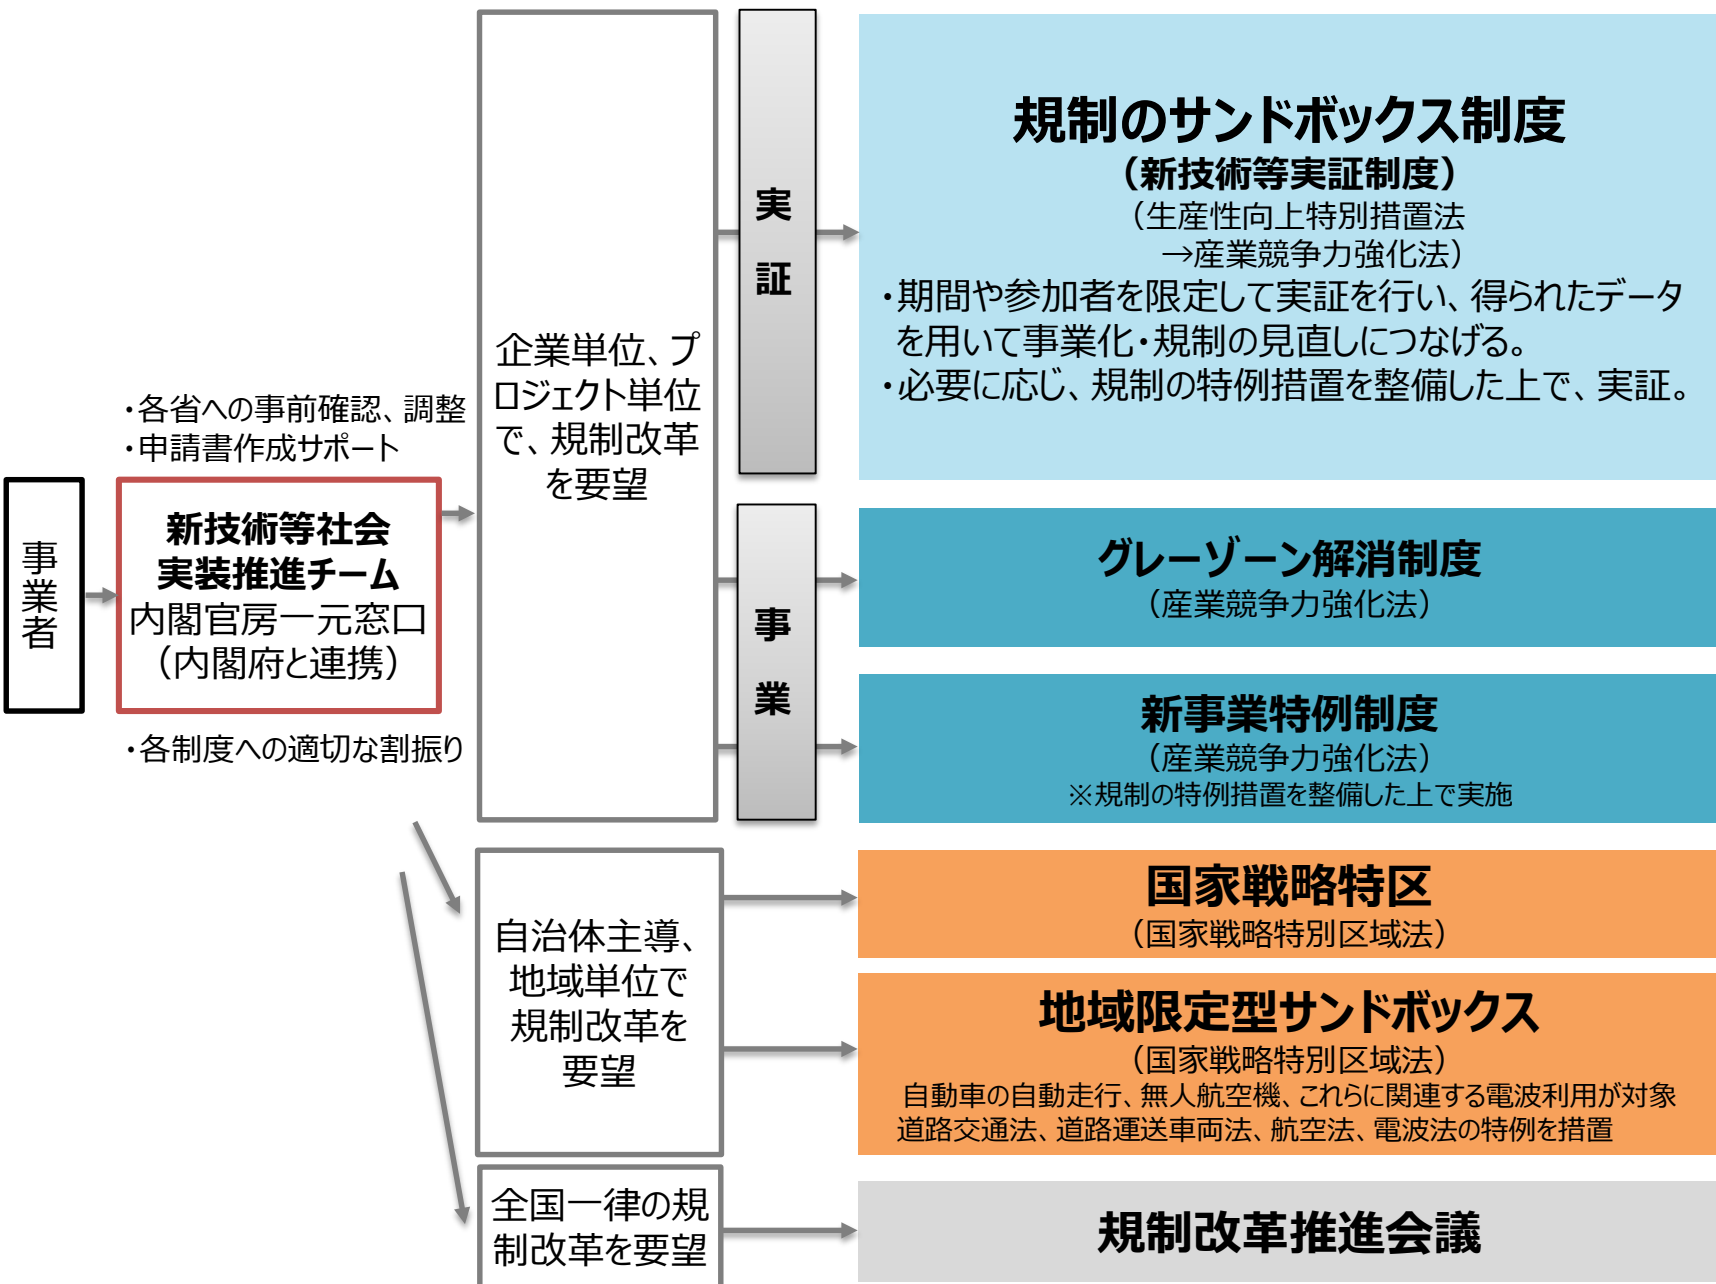 事業者
・各省への事前確認、調整
・申請書作成サポート
新技術等社会
実装推進チーム
内閣官房一元窓口
（内閣府と連携）
・各制度への適切な割振り
企業単位、プ
ロジェクト単位
で、規制改革
を要望
実証
規制のサンドボックス制度
（新技術等実証制度）
（生産性向上特別措置法
→産業競争力強化法）
・期間や参加者を限定して実証を行い、得られたデータ
を用いて事業化・規制の見直しにつなげる。
・必要に応じ、規制の特例措置を整備した上で、実証。
事業
グレーゾーン解消制度
（産業競争力強化法）
新事業特例制度
（産業競争力強化法）
※規制の特例措置を整備した上で実施
自治体主導、
地域単位で
規制改革を
要望
国家戦略特区
（国家戦略特別区域法）
地域限定型サンドボックス
（国家戦略特別区域法）
自動車の自動走行、無人航空機、これらに関連する電波利用が対象
道路交通法、道路運送車両法、航空法、電波法の特例を措置
全国一律の規
制改革を要望
規制改革推進会議